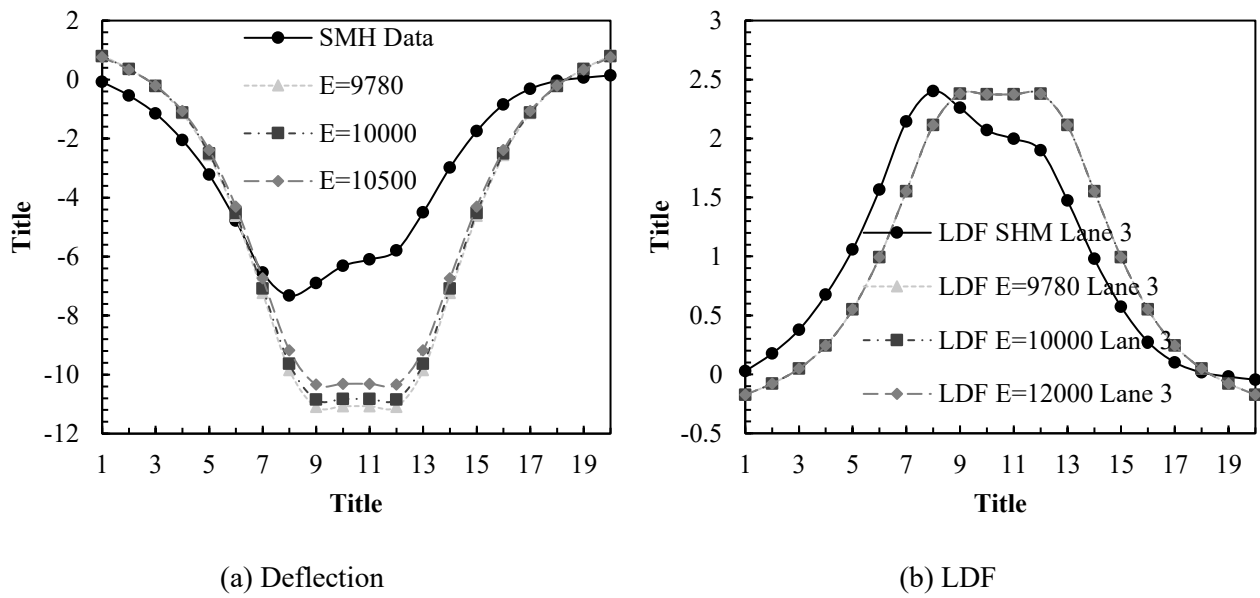 2
0
-2
-4
-6
-8
-10
-12
Title
SMH Data
E=9780
E=10000
E=10500
1 3 5 7 9 11 13 15 17 19
Title
(a) Deflection
3
2.5
2
1.5
1
0.5
0
-0.5
Title
LDF SHM Lane 3
LDF E=9780 Lane 3
LDF E=10000 Lane 3
LDF E=12000 Lane 3
1 3 5 7 9 11 13 15 17 19
Title
(b) LDF